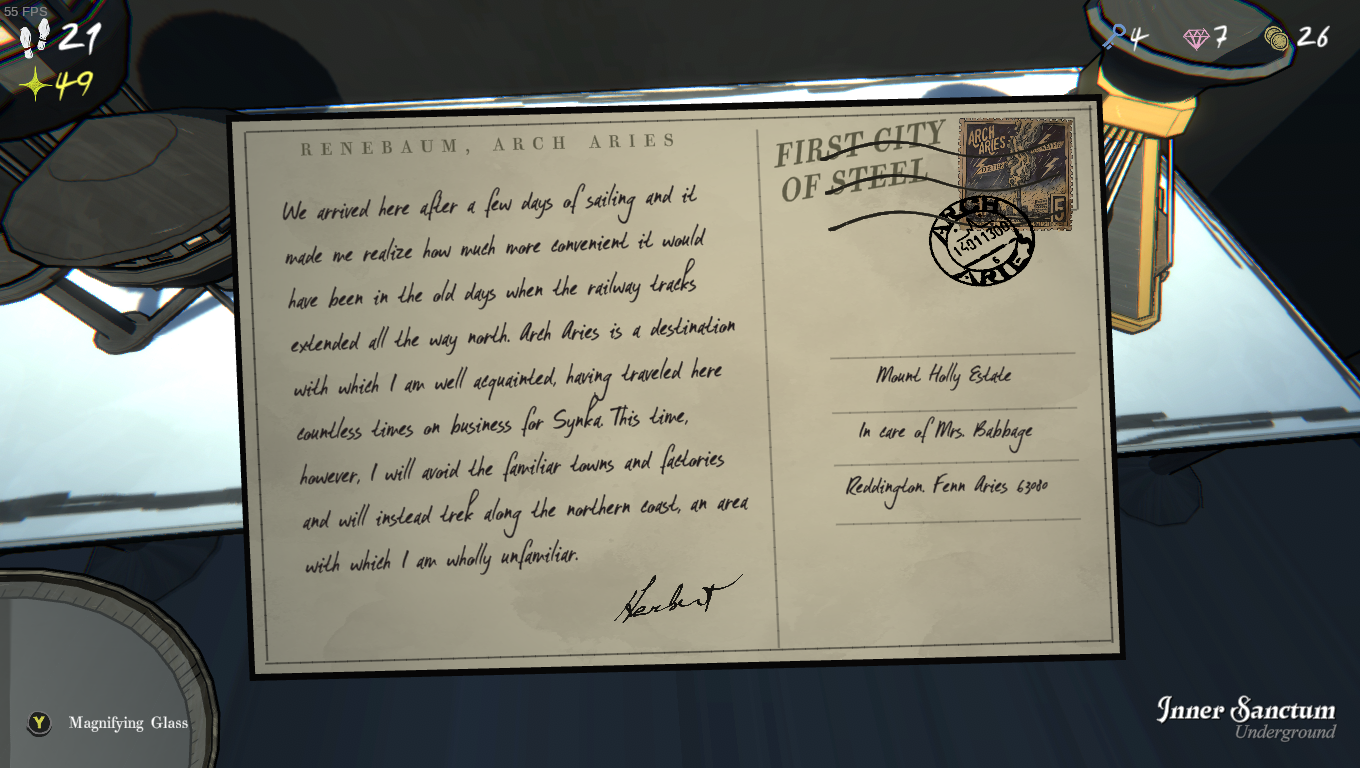 55 FPS
21
49
4
7
26
RENEBAUM, ARCH ARIES
We arrived here after a few days of sailing and it
made me realize how much more convenient it would
have been in the old days when the railway tracks
extended all the way north. Arch Aries is a destination
with which I am well acquainted, having traveled here
countless times on business for Synka. This time,
however, I will avoid the familiar towns and factories
and will instead trek along the northern coast, an area
with which I am wholly unfamiliar.
Herbert
FIRST CITY
OF STEEL
ARCH
ARIES
5
ARCH
ARIES
Mount Holly Estate
In care of Mrs. Babbage
Reddington, Fenn Aries 63080
Y Magnifying Glass
Inner Sanctum
Underground